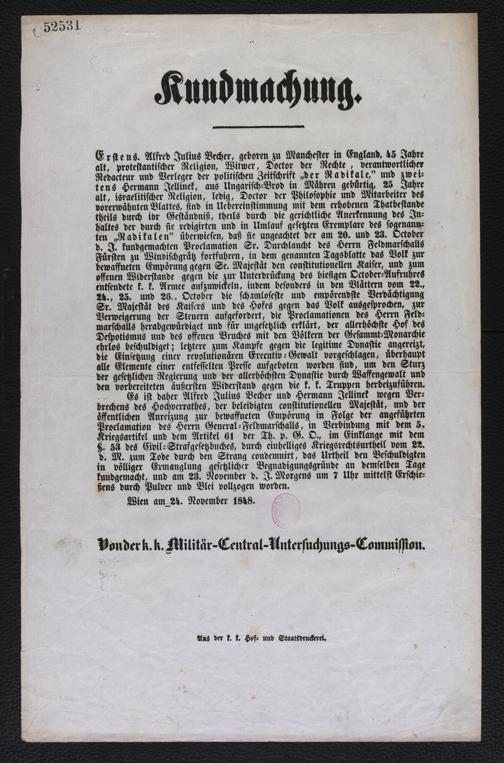 52531
Kundmachung.
Erstens. Alfred Julius Becher, geboren zu Manchester in England, 45 Jahre
alt, protestantischer Religion, Witwer, Doctor der Rechte, verantwortlicher
Redacteur und Verleger der politischen Zeitschrift „der Radikale,“ und zwei-
tens Hermann Jellinek, aus Ungarisch-Brod in Mähren gebürtig, 25 Jahre
alt, israelitischer Religion, ledig, Doctor der Philosophie und Mitarbeiter des
vorerwähnten Blattes, sind in Uebereinstimmung mit dem erhobenen Thatbestande
theils durch ihr Geständniß, theils durch die gerichtliche Anerkennung des In-
haltes der durch sie redigirten und in Umlauf gesetzten Exemplare des sogenann-
ten „Radikalen“ überwiesen, daß sie ungeachtet der am 20. und 23. October
d. J. kundgemachten Proclamation Sr. Durchlaucht des Herrn Feldmarschalls
Fürsten zu Windischgrätz fortfuhren, in dem genannten Tagsblatte das Volk zur
bewaffneten Empörung gegen Se. Majestät den constitutionellen Kaiser, und zum
offenen Widerstande gegen die zur Unterdrückung des hiesigen October-Aufruhres
entsendete k. k. Armee aufzuwickeln, indem besonders in den Blättern vom 22.,
24., 25. und 26. October die schamloseste und empörendste Verdächtigung
Sr. Majestät des Kaisers und des Hofes gegen das Volk ausgesprochen, zur
Verweigerung der Steuern aufgefordert, die Proclamationen des Herrn Feld-
marschalls herabgewürdiget und für ungesetzlich erklärt, der allerhöchste Hof des
Despotismus und des offenen Bruches mit den Völkern der Gesammt-Monarchie
ehrlos beschuldiget; letztere zum Kampfe gegen die legitime Dynastie angereizt,
die Einsetzung einer revolutionären Executiv-Gewalt vorgeschlagen, überhaupt
alle Elemente einer entfesselten Presse aufgeboten worden sind, um den Sturz
der gesetzlichen Regierung und der allerhöchsten Dynastie durch Waffengewalt und
den vorbereiteten äußersten Widerstand gegen die k. k. Truppen herbeizuführen.
Es ist daher Alfred Julius Becher und Hermann Jellinek wegen Ver-
brechens des Hochverrathes, der beleidigten constitutionellen Majestät, und der
öffentlichen Anreizung zur bewaffneten Empörung in Folge der angeführten
Proclamation des Herrn General-Feldmarschalls, in Verbindung mit dem 5.
Kriegsartikel und dem Artikel 61 der Th. p. G. O., im Einklange mit dem
§. 53 des Civil-Strafgesetzbuches, durch einhelliges Kriegsrechtsurtheil vom 22.
d. M. zum Tode durch den Strang condemnirt, das Urtheil den Beschuldigten
in völliger Ermanglung gesetzlicher Begnadigungsgründe an demselben Tage
kundgemacht, und am 23. November d. J. Morgens um 7 Uhr mittelst Erschie-
ßens durch Pulver und Blei vollzogen worden.
Wien am 24. November 1848.
Von der k. k. Militär-Central-Untersuchungs-Commission.
Aus der k. k. Hof- und Staatsdruckerei.